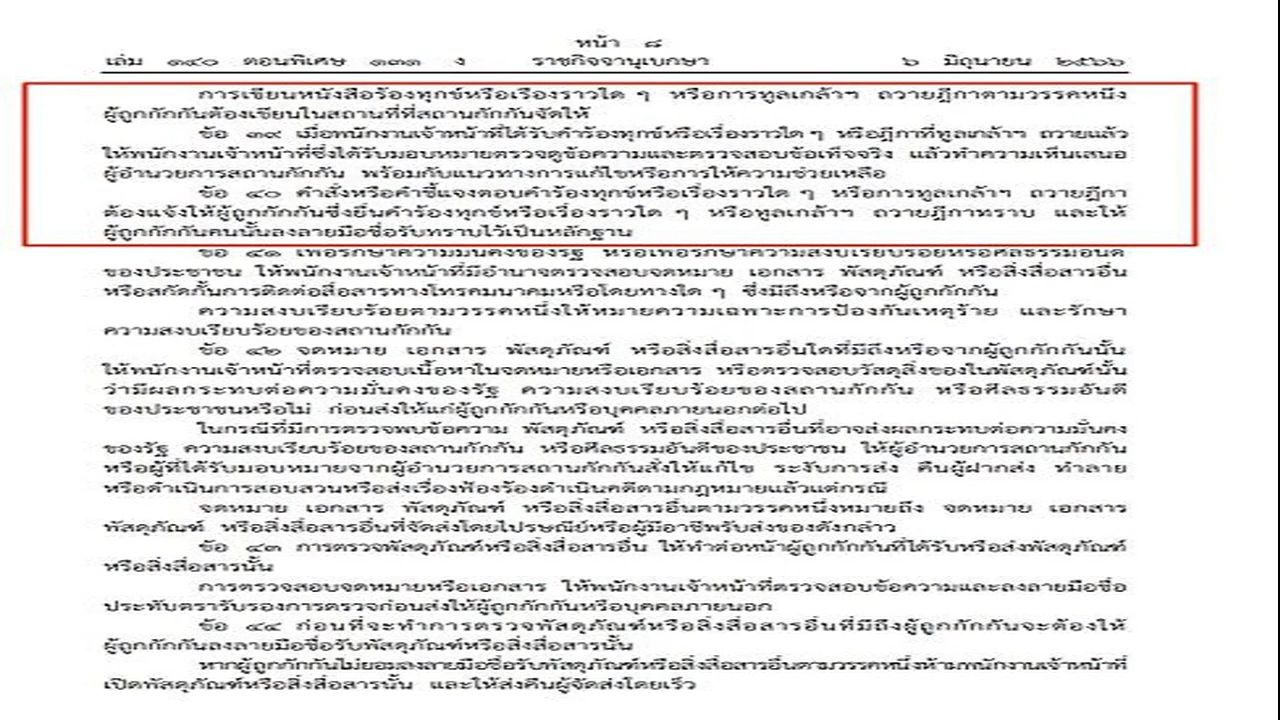 หน้า ๘
เล่ม ๑๔๐ ตอนพิเศษ ๑๓๑ ง ราชกิจจานุเบกษา ๖ มิถุนายน ๒๕๖๖
การเขียนหนังสือร้องทุกข์หรือเรื่องราวใด ๆ หรือการทูลเกล้าฯ ถวายฎีกาตามวรรคหนึ่ง
ผู้ถูกกักกันต้องเขียนในสถานที่ที่สถานกักกันจัดให้
ข้อ ๓๙ เมื่อพนักงานเจ้าหน้าที่ได้รับคำร้องทุกข์หรือเรื่องราวใด ๆ หรือฎีกาที่ทูลเกล้าฯ ถวายแล้ว
ให้พนักงานเจ้าหน้าที่ซึ่งได้รับมอบหมายตรวจดูข้อความและตรวจสอบข้อเท็จจริง แล้วทำความเห็นเสนอ
ผู้อำนวยการสถานกักกัน พร้อมกับแนวทางการแก้ไขหรือการให้ความช่วยเหลือ
ข้อ ๔๐ คำสั่งหรือคำชี้แจงตอบคำร้องทุกข์หรือเรื่องราวใด ๆ หรือการทูลเกล้าฯ ถวายฎีกา
ต้องแจ้งให้ผู้ถูกกักกันซึ่งยื่นคำร้องทุกข์หรือเรื่องราวใด ๆ หรือทูลเกล้าฯ ถวายฎีกาทราบ และให้
ผู้ถูกกักกันคนนั้นลงลายมือชื่อรับทราบไว้เป็นหลักฐาน
ข้อ ๔๑ เพื่อรักษาความมั่นคงของรัฐ หรือเพื่อรักษาความสงบเรียบร้อยหรือศีลธรรมอันดี
ของประชาชน ให้พนักงานเจ้าหน้าที่มีอำนาจตรวจสอบจดหมาย เอกสาร พัสดุภัณฑ์ หรือสิ่งสื่อสารอื่น
หรือสกัดกั้นการติดต่อสื่อสารทางโทรคมนาคมหรือโดยทางใด ๆ ซึ่งมีถึงหรือจากผู้ถูกกักกัน
ความสงบเรียบร้อยตามวรรคหนึ่งให้หมายความเฉพาะการป้องกันเหตุร้าย และรักษา
ความสงบเรียบร้อยของสถานกักกัน
ข้อ ๔๒ จดหมาย เอกสาร พัสดุภัณฑ์ หรือสิ่งสื่อสารอื่นใดที่มีถึงหรือจากผู้ถูกกักกันนั้น
ให้พนักงานเจ้าหน้าที่ตรวจสอบเนื้อหาในจดหมายหรือเอกสาร หรือตรวจสอบวัสดุสิ่งของในพัสดุภัณฑ์นั้น
ว่ามีผลกระทบต่อความมั่นคงของรัฐ ความสงบเรียบร้อยของสถานกักกัน หรือศีลธรรมอันดี
ของประชาชนหรือไม่ ก่อนส่งให้แก่ผู้ถูกกักกันหรือบุคคลภายนอกต่อไป
ในกรณีที่มีการตรวจพบข้อความ พัสดุภัณฑ์ หรือสิ่งสื่อสารอื่นที่อาจส่งผลกระทบต่อความมั่นคง
ของรัฐ ความสงบเรียบร้อยของสถานกักกัน หรือศีลธรรมอันดีของประชาชน ให้ผู้อำนวยการสถานกักกัน
หรือผู้ที่ได้รับมอบหมายจากผู้อำนวยการสถานกักกันสั่งให้แก้ไข ระงับการส่ง คืนผู้ฝากส่ง ทำลาย
หรือดำเนินการสอบสวนหรือส่งเรื่องฟ้องร้องดำเนินคดีตามกฎหมายแล้วแต่กรณี
จดหมาย เอกสาร พัสดุภัณฑ์ หรือสิ่งสื่อสารอื่นตามวรรคหนึ่งหมายถึง จดหมาย เอกสาร
พัสดุภัณฑ์ หรือสิ่งสื่อสารอื่นที่จัดส่งโดยไปรษณีย์หรือผู้มีอาชีพรับส่งของดังกล่าว
ข้อ ๔๓ การตรวจพัสดุภัณฑ์หรือสิ่งสื่อสารอื่น ให้ทำต่อหน้าผู้ถูกกักกันที่ได้รับหรือส่งพัสดุภัณฑ์
หรือสิ่งสื่อสารนั้น
การตรวจสอบจดหมายหรือเอกสาร ให้พนักงานเจ้าหน้าที่ตรวจสอบข้อความและลงลายมือชื่อ
ประทับตรารับรองการตรวจก่อนส่งให้ผู้ถูกกักกันหรือบุคคลภายนอก
ข้อ ๔๔ ก่อนที่จะทำการตรวจพัสดุภัณฑ์หรือสิ่งสื่อสารอื่นที่มีถึงผู้ถูกกักกันจะต้องให้
ผู้ถูกกักกันลงลายมือชื่อรับพัสดุภัณฑ์หรือสิ่งสื่อสารนั้น
หากผู้ถูกกักกันไม่ยอมลงลายมือชื่อรับพัสดุภัณฑ์หรือสิ่งสื่อสารอื่นตามวรรคหนึ่งห้ามพนักงานเจ้าหน้าที่
เปิดพัสดุภัณฑ์หรือสิ่งสื่อสารนั้น และให้ส่งคืนผู้จัดส่งโดยเร็ว